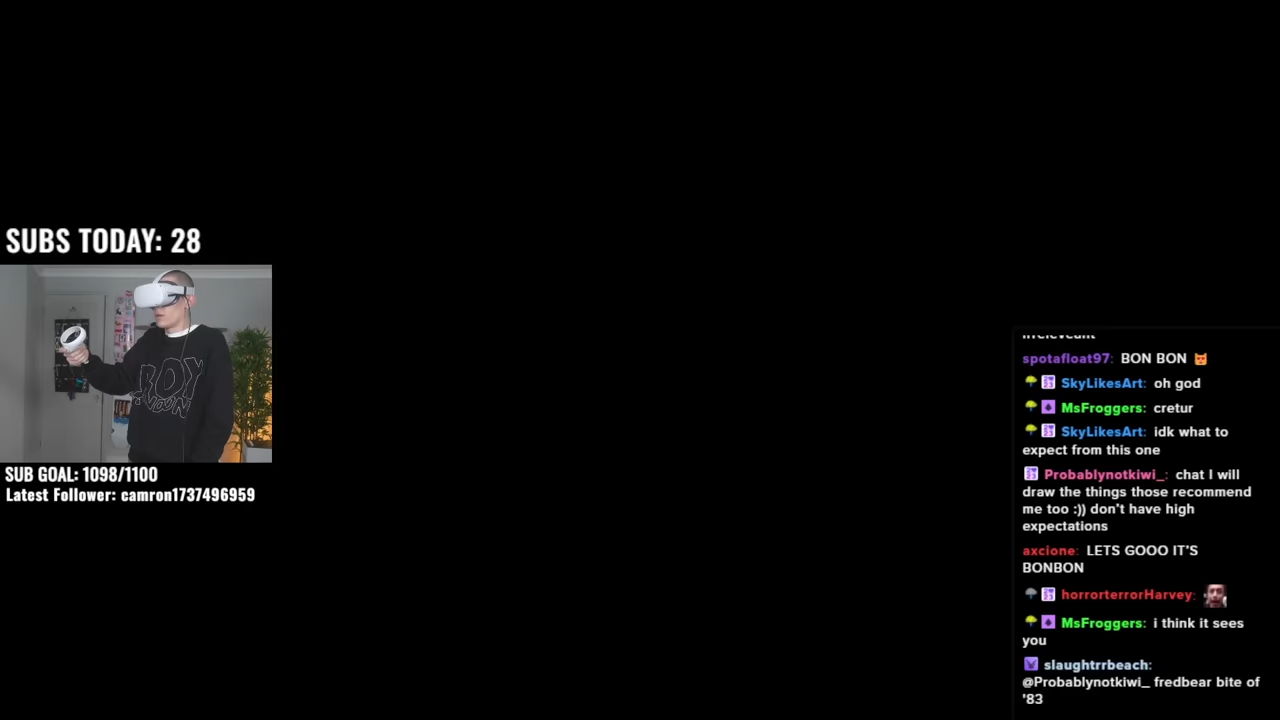 SUBS TODAY: 28
SUB GOAL: 1098/1100
Latest Follower: camron1737496959
irreleveant
spotafloat97: BON BON
SkyLikesArt: oh god
MsFroggers: cretur
SkyLikesArt: idk what to
expect from this one
Probablynotkiwi_: chat I will
draw the things those recommend
me too :)) don't have high
expectations
axcione: LETS GOOO IT'S
BONBON
horrorterrorHarvey:
MsFroggers: i think it sees
you
slaughtrrbeach:
@Probablynotkiwi_ fredbear bite of
'83